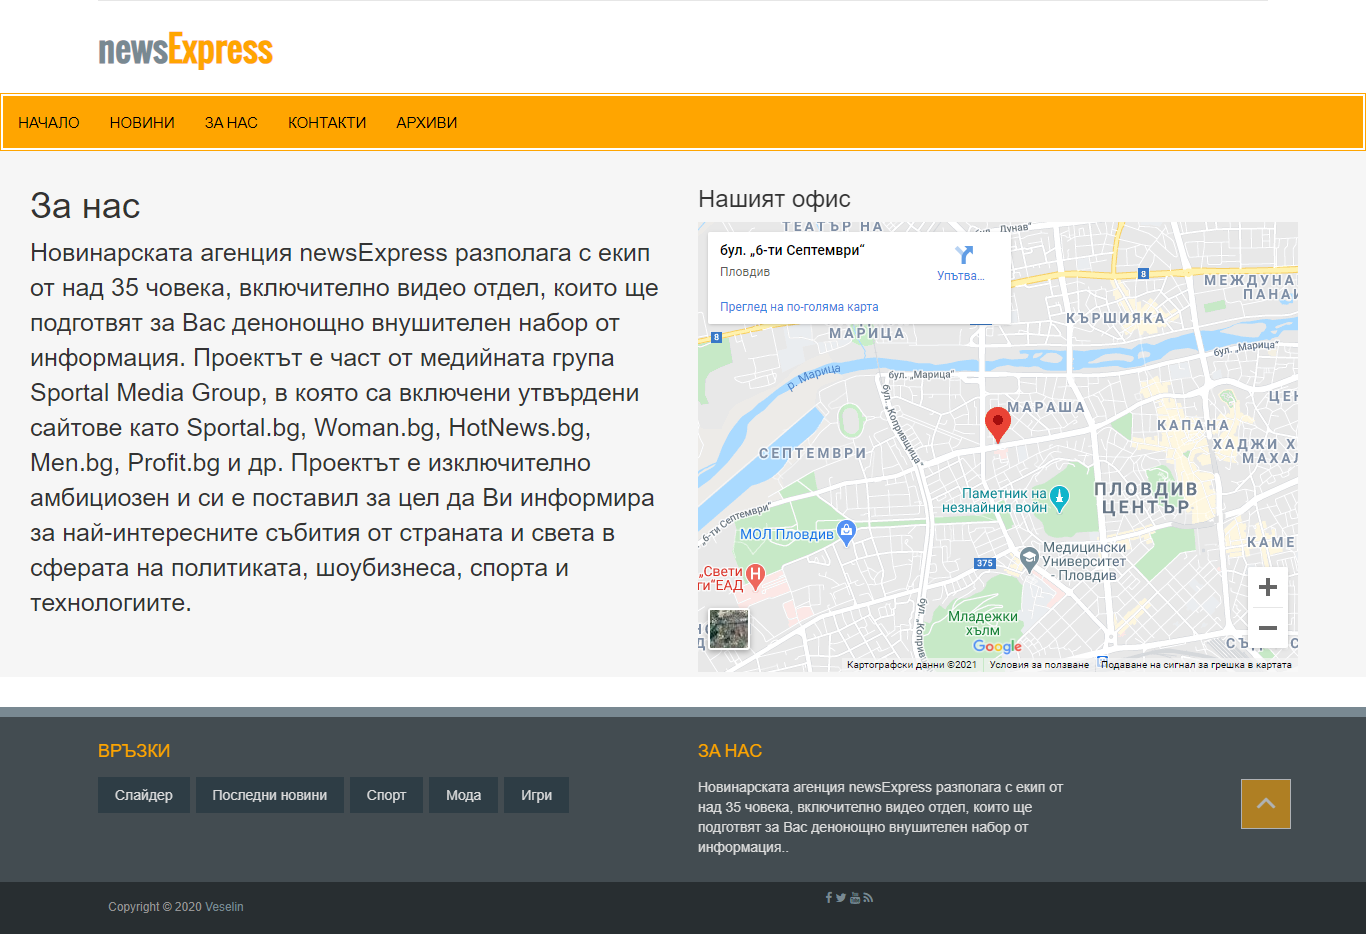 newsExpress
НАЧАЛО НОВИНИ ЗА НАС КОНТАКТИ АРХИВИ
За нас
Новинарската агенция newsExpress разполага с екип
от над 35 човека, включително видео отдел, които ще
подготвят за Вас денонощно внушителен набор от
информация. Проектът е част от медийната група
Sportal Media Group, в която са включени утвърдени
сайтове като Sportal.bg, Woman.bg, HotNews.bg,
Men.bg, Profit.bg и др. Проектът е изключително
амбициозен и си е поставил за цел да Ви информира
за най-интересните събития от страната и света в
сферата на политиката, шоубизнеса, спорта и
технологиите.
Нашият офис
ТЕАТЪР НА
бул. „6-ти Септември“
Пловдив
Упътва...
Преглед на по-голяма карта
бул. „Дунав“
8
МЕЖДУНА
ПАНАИ
КЪРШИЯКА
8
МАРИЦА
бул. „Марица“
р. Марица
бул. „Марица“
бул. „Копривщица“
МАРАША
ЦЕН
КАПАНА
ХАДЖИ Х
МАХАЛ
СЕПТЕМВРИ
Паметник на
незнайния войн
ПЛОВДИВ
ЦЕНТЪР
„6-ти Септември“
МОЛ Пловдив
КАМЕ
375
Медицински
Университет
- Пловдив
„Свети
ги“ЕАД
бул. „Коприв
Младежки
хълм
Google
Картографски данни ©2021 Условия за ползване Подаване на сигнал за грешка в картата
ВРЪЗКИ
Слайдер Последни новини Спорт Мода Игри
ЗА НАС
Новинарската агенция newsExpress разполага с екип от
над 35 човека, включително видео отдел, които ще
подготвят за Вас денонощно внушителен набор от
информация..
Copyright © 2020 Veselin